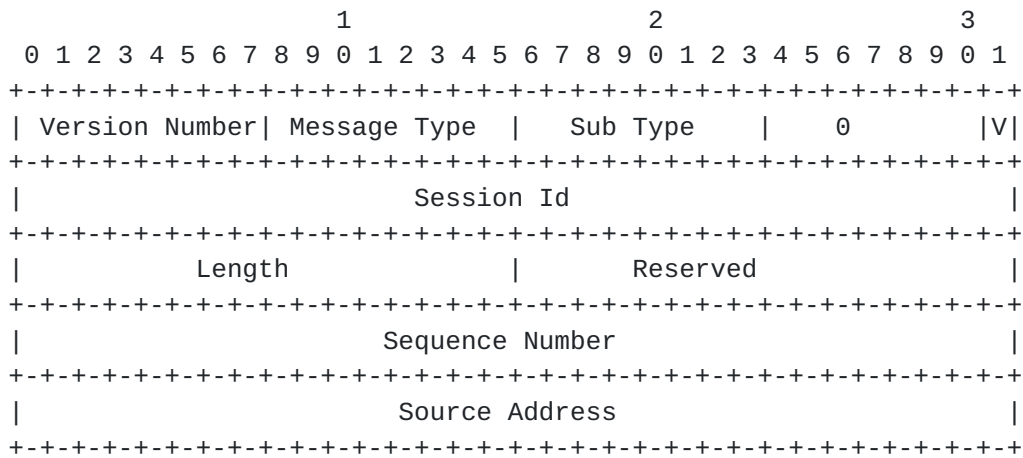 1                   2                   3
 0 1 2 3 4 5 6 7 8 9 0 1 2 3 4 5 6 7 8 9 0 1 2 3 4 5 6 7 8 9 0 1
+-+-+-+-+-+-+-+-+-+-+-+-+-+-+-+-+-+-+-+-+-+-+-+-+-+-+-+-+-+-+-+-+
| Version Number| Message Type  |   Sub Type    |    0        |V|
+-+-+-+-+-+-+-+-+-+-+-+-+-+-+-+-+-+-+-+-+-+-+-+-+-+-+-+-+-+-+-+-+
|                         Session Id                            |
+-+-+-+-+-+-+-+-+-+-+-+-+-+-+-+-+-+-+-+-+-+-+-+-+-+-+-+-+-+-+-+-+
|           Length              |       Reserved                |
+-+-+-+-+-+-+-+-+-+-+-+-+-+-+-+-+-+-+-+-+-+-+-+-+-+-+-+-+-+-+-+-+
|                       Sequence Number                         |
+-+-+-+-+-+-+-+-+-+-+-+-+-+-+-+-+-+-+-+-+-+-+-+-+-+-+-+-+-+-+-+-+
|                        Source Address                         |
+-+-+-+-+-+-+-+-+-+-+-+-+-+-+-+-+-+-+-+-+-+-+-+-+-+-+-+-+-+-+-+-+